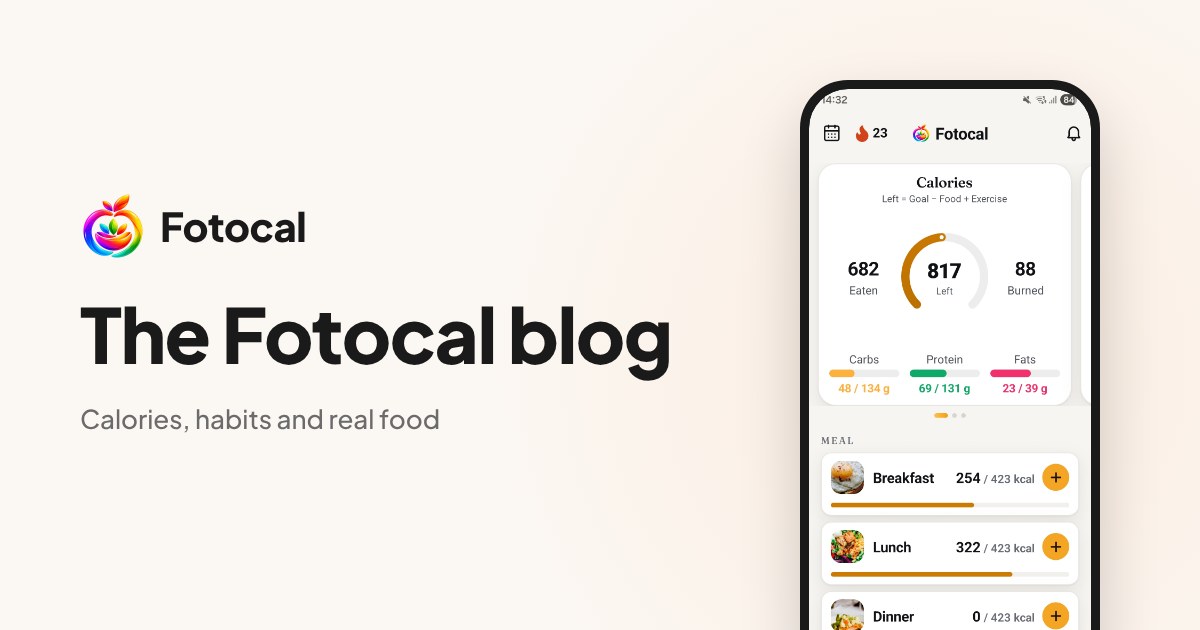 Fotocal
The Fotocal blog
Calories, habits and real food
14:32
84
23
Fotocal
Calories
Left = Goal - Food + Exercise
682
Eaten
817
Left
88
Burned
Carbs
Protein
Fats
48 / 134 g
69 / 131 g
23 / 39 g
MEAL
Breakfast 254 / 423 kcal +
Lunch 322 / 423 kcal +
Dinner 0 / 423 kcal +